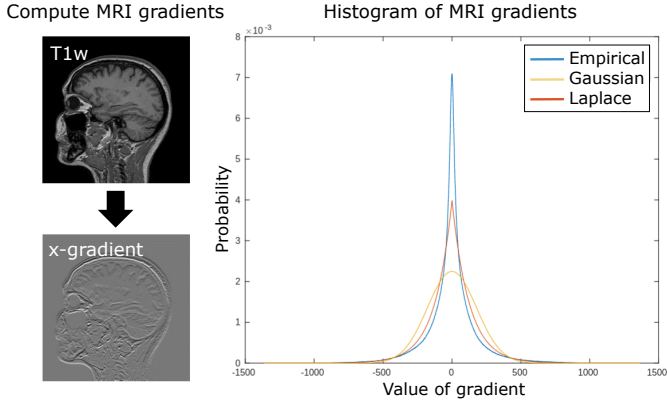 Compute MRI gradients
Histogram of MRI gradients
T1w
x-gradient
×10⁻³
8
7
6
5
4
3
2
1
0
Probability
Empirical
Gaussian
Laplace
-1500 -1000 -500 0 500 1000 1500
Value of gradient